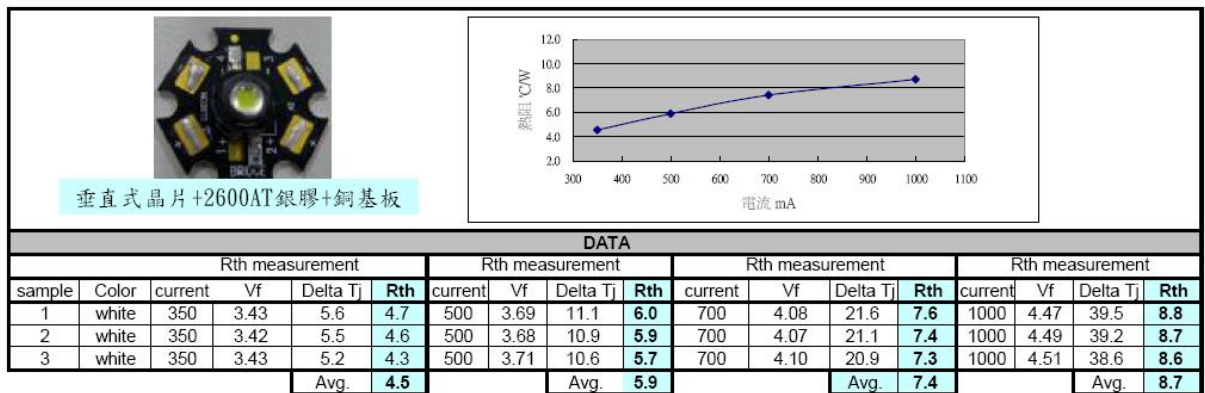 垂直式晶片+2600AT銀膠+銅基板
12.0
10.0
8.0
6.0
4.0
2.0
熱阻 ℃/W
300 400 500 600 700 800 900 1000 1100
電流 mA
DATA
Rth measurement Rth measurement Rth measurement Rth measurement
sample Color current Vf Delta Tj Rth current Vf Delta Tj Rth current Vf Delta Tj Rth current Vf Delta Tj Rth
1 white 350 3.43 5.6 4.7 500 3.69 11.1 6.0 700 4.08 21.6 7.6 1000 4.47 39.5 8.8
2 white 350 3.42 5.5 4.6 500 3.68 10.9 5.9 700 4.07 21.1 7.4 1000 4.49 39.2 8.7
3 white 350 3.43 5.2 4.3 500 3.71 10.6 5.7 700 4.10 20.9 7.3 1000 4.51 38.6 8.6
Avg. 4.5 Avg. 5.9 Avg. 7.4 Avg. 8.7